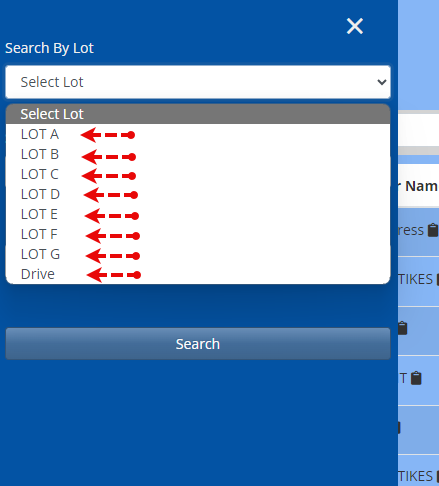 Search By Lot
Select Lot
Select Lot
LOT A
LOT B
LOT C
LOT D
LOT E
LOT F
LOT G
Drive
Search
r Nam
ress
TIKES
T
TIKES